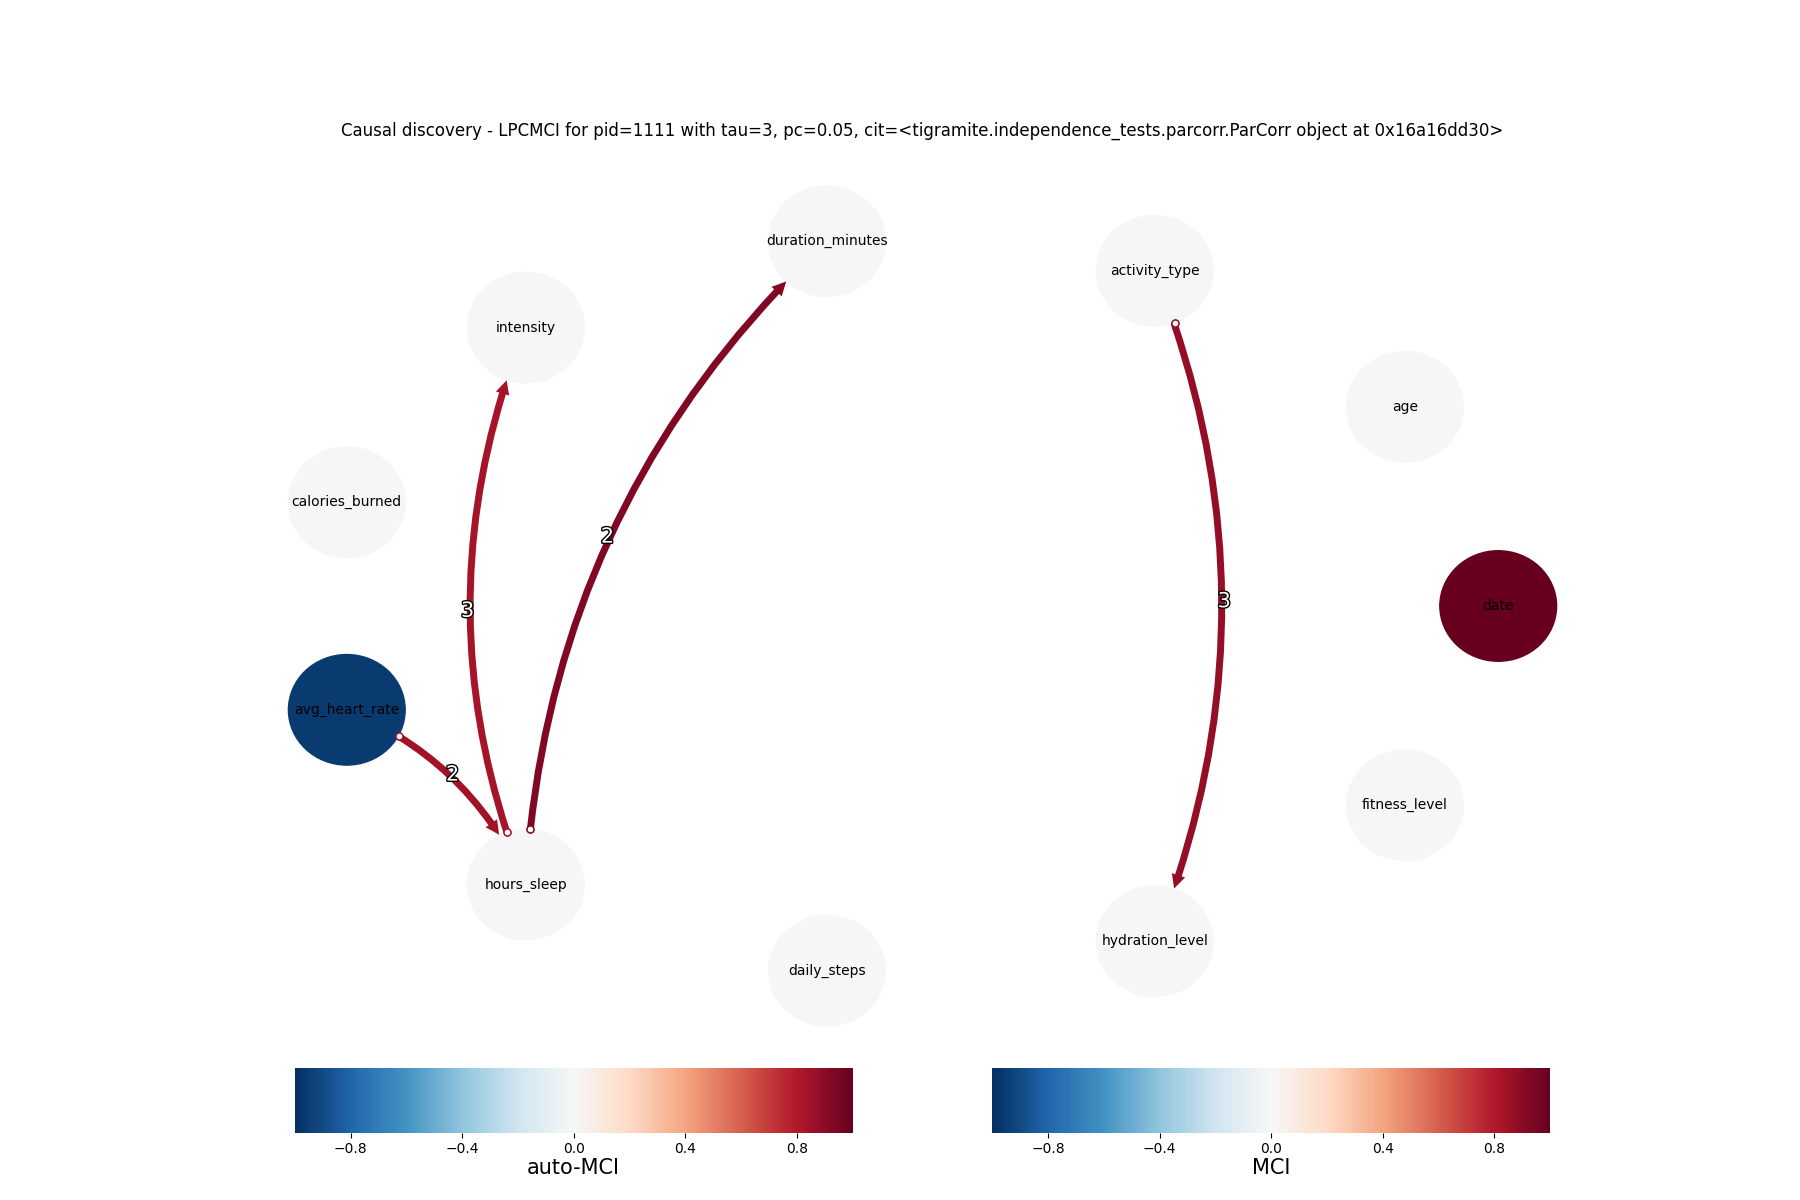 Causal discovery - LPCMCI for pid=1111 with tau=3, pc=0.05, cit=<tigramite.independence_tests.parcorr.ParCorr object at 0x16a16dd30>
duration_minutes
activity_type
intensity
age
calories_burned
2
3
3
date
avg_heart_rate
2
fitness_level
hours_sleep
hydration_level
daily_steps
−0.8 −0.4 0.0 0.4 0.8
auto-MCI
−0.8 −0.4 0.0 0.4 0.8
MCI